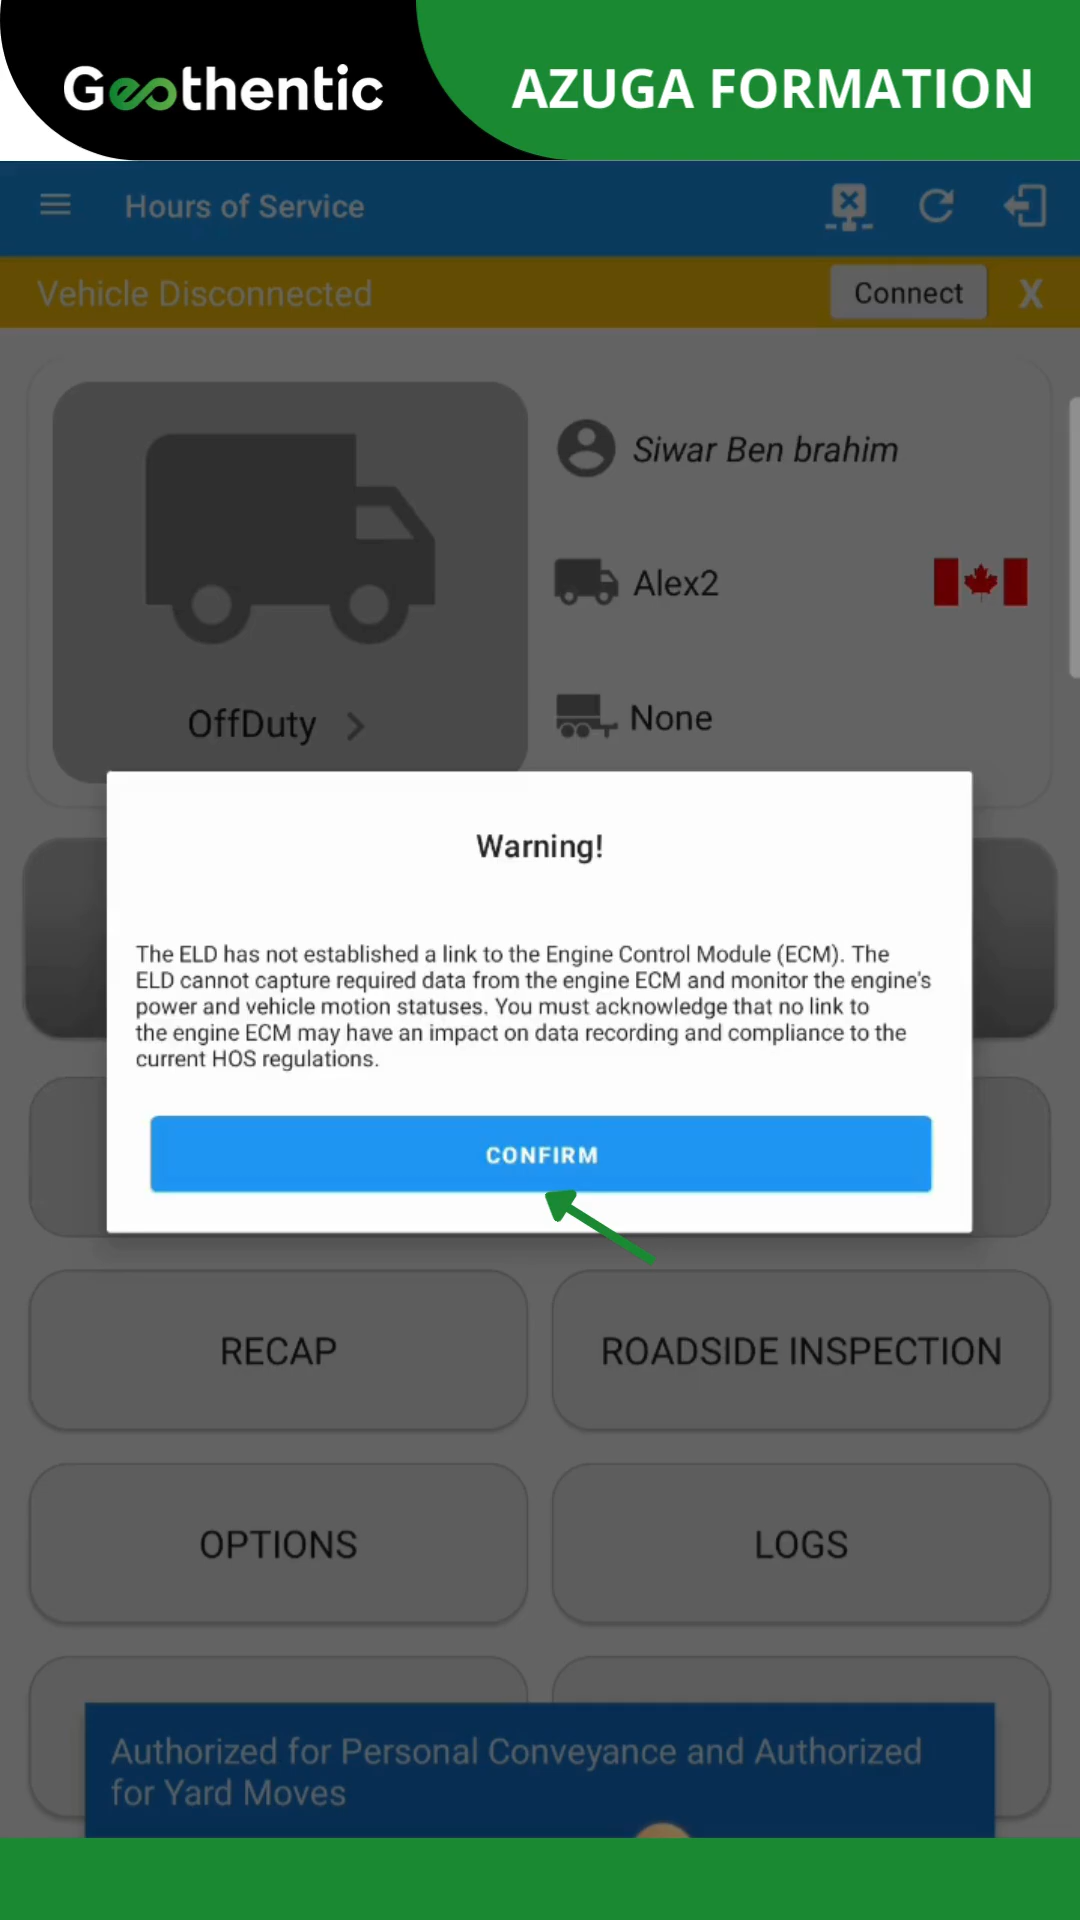 Geothentic
AZUGA FORMATION
Hours of Service
Vehicle Disconnected
Connect
X
Siwar Ben brahim
Alex2
OffDuty
None
Warning!
The ELD has not established a link to the Engine Control Module (ECM). The
ELD cannot capture required data from the engine ECM and monitor the engine's
power and vehicle motion statuses. You must acknowledge that no link to
the engine ECM may have an impact on data recording and compliance to the
current HOS regulations.
CONFIRM
RECAP
ROADSIDE INSPECTION
OPTIONS
LOGS
Authorized for Personal Conveyance and Authorized
for Yard Moves